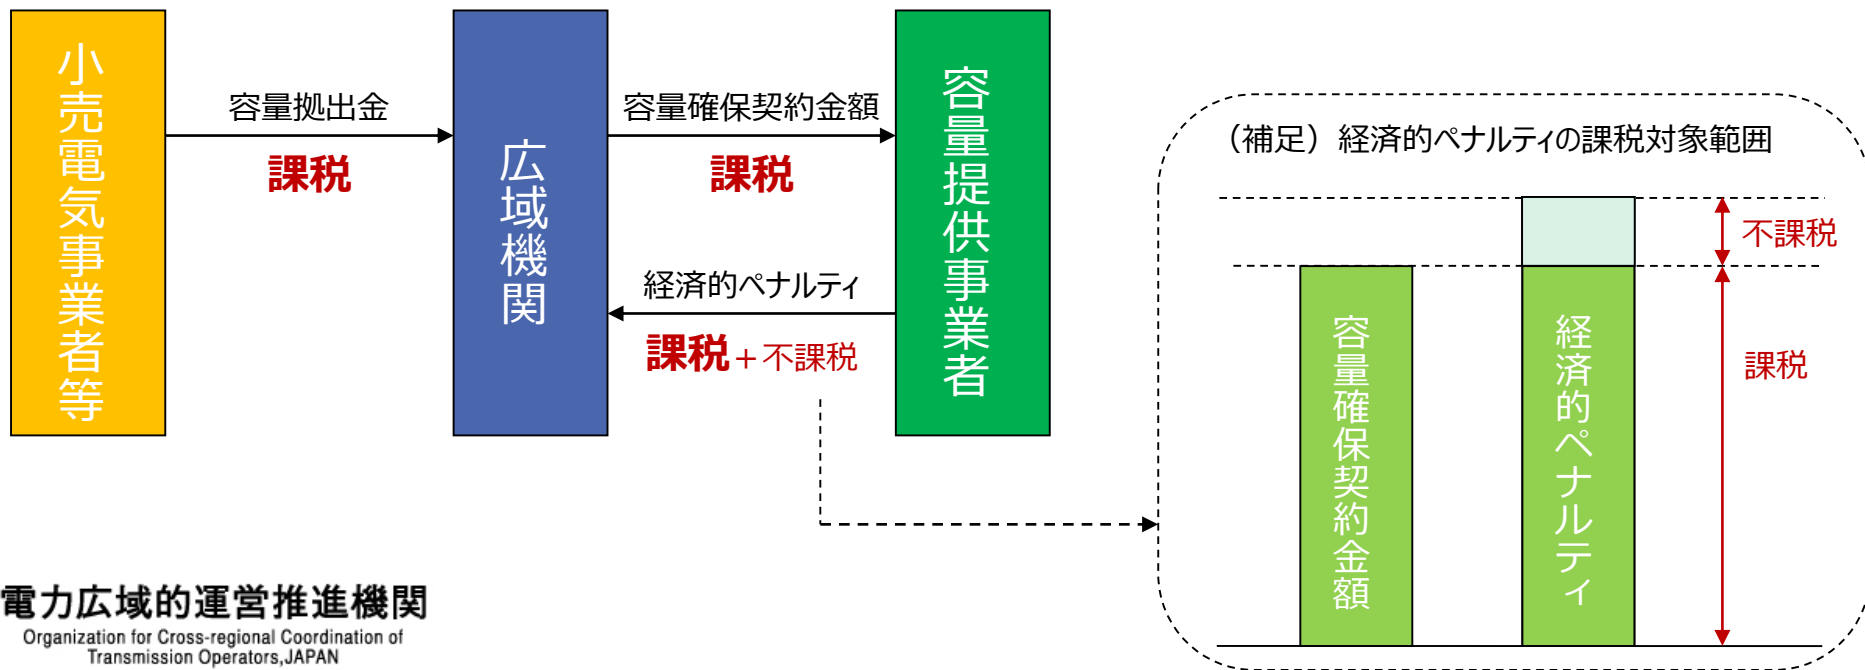 小売電気事業者等
容量拠出金
課税
広域機関
容量確保契約金額
課税
経済的ペナルティ
課税+不課税
容量提供事業者
（補足）経済的ペナルティの課税対象範囲
不課税
課税
容量確保契約金額
経済的ペナルティ
電力広域的運営推進機関
Organization for Cross-regional Coordination of
Transmission Operators,JAPAN